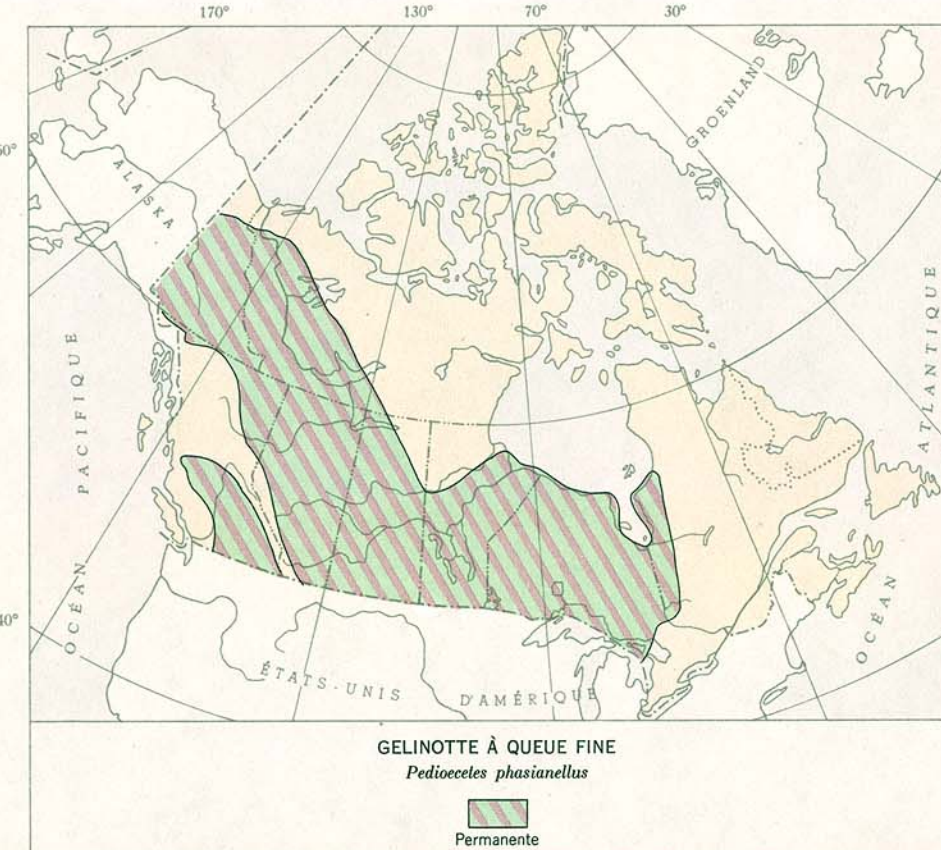 170° 130° 70° 30°
GROENLAND
ALASKA
OCÉAN PACIFIQUE
OCÉAN ATLANTIQUE
40°
ÉTATS-UNIS D'AMÉRIQUE
GELINOTTE À QUEUE FINE
Pedioeceles phasianellus
Permanente